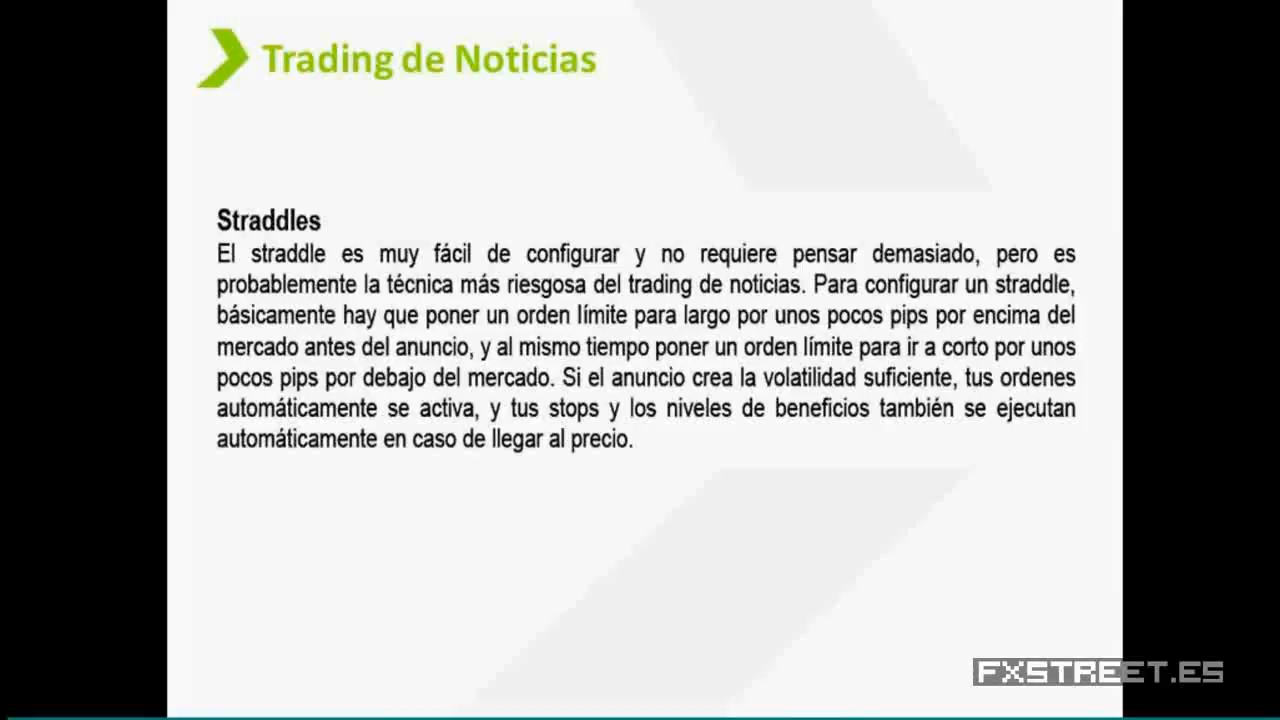 Trading de Noticias
Straddles
El straddle es muy fácil de configurar y no requiere pensar demasiado, pero es
probablemente la técnica más riesgosa del trading de noticias. Para configurar un straddle,
básicamente hay que poner un orden límite para largo por unos pocos pips por encima del
mercado antes del anuncio, y al mismo tiempo poner un orden límite para ir a corto por unos
pocos pips por debajo del mercado. Si el anuncio crea la volatilidad suficiente, tus ordenes
automáticamente se activa, y tus stops y los niveles de beneficios también se ejecutan
automáticamente en caso de llegar al precio.
FXSTREET.ES